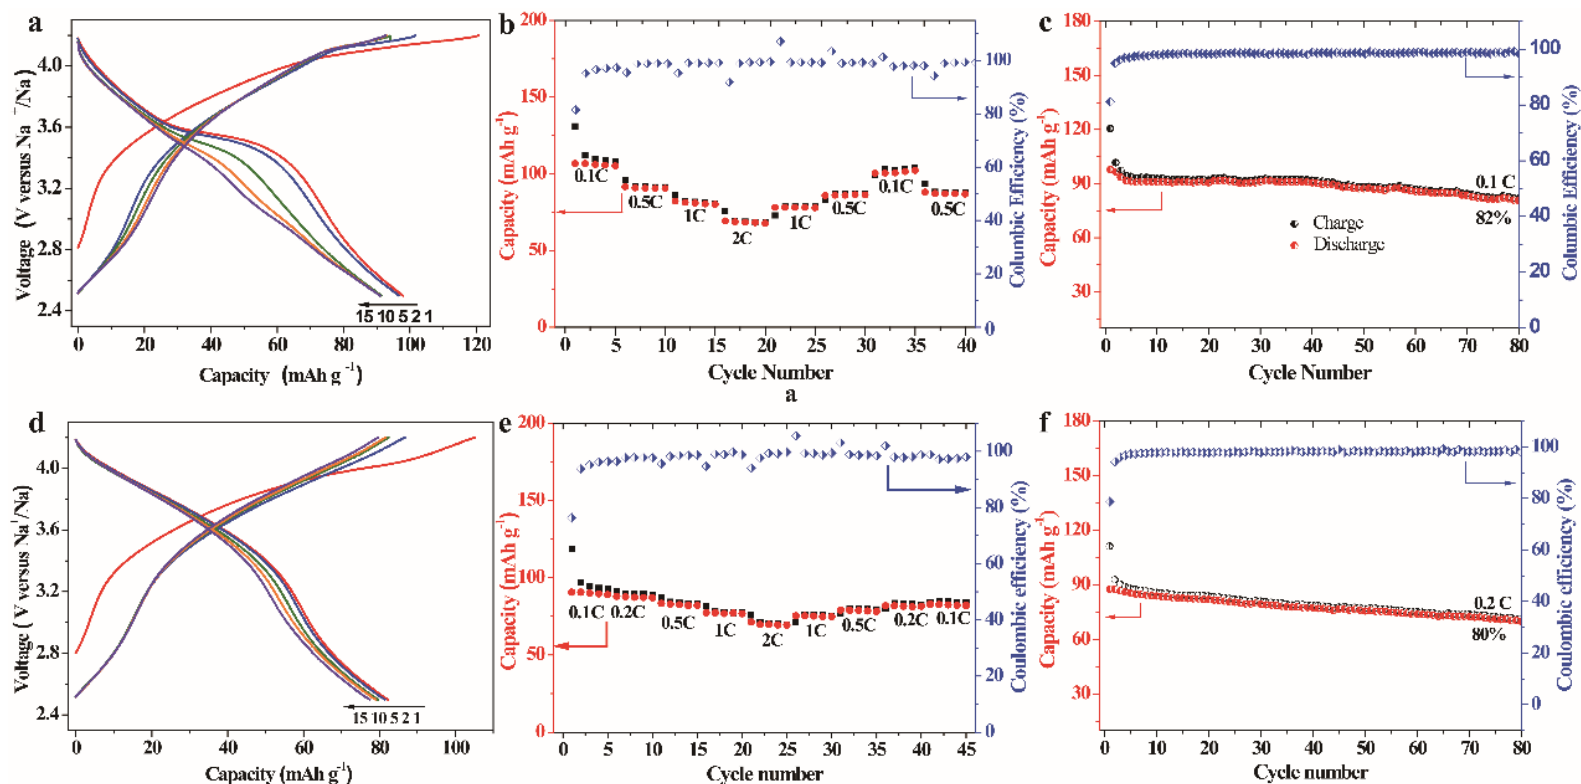 a
Voltage (V versus Na⁻/Na)
4.0
3.6
3.2
2.8
2.4
15 10 5 2 1
0 20 40 60 80 100 120
Capacity (mAh g⁻¹)
b
Capacity (mAh g⁻¹)
200
150
100
50
0
0.1C
0.5C
1C
2C
1C
0.5C
0.1C
0.5C
0 5 10 15 20 25 30 35 40
Cycle Number
100
80
60
40
20
0
Columbic Efficiency (%)
a
c
Capacity (mAh g⁻¹)
180
150
120
90
60
30
0.1 C
82%
Charge
Discharge
0 10 20 30 40 50 60 70 80
Cycle Number
100
80
60
40
20
0
Columbic Efficiency (%)
d
Voltage ( V versus Na⁺/Na)
4.0
3.6
3.2
2.8
2.4
15 10 5 2 1
0 20 40 60 80 100
Capacity (mAh g⁻¹)
e
Capacity (mAh g⁻¹)
200
150
100
50
0
0.1C
0.2C
0.5C
1C
2C
1C
0.5C
0.2C
0.1C
0 5 10 15 20 25 30 35 40 45
Cycle number
100
80
60
40
20
0
Coulombic efficiency (%)
f
Capacity (mAh g⁻¹)
180
150
120
90
60
30
0.2 C
80%
0 10 20 30 40 50 60 70 80
Cycle number
100
80
60
40
20
0
Coulombic efficiency (%)